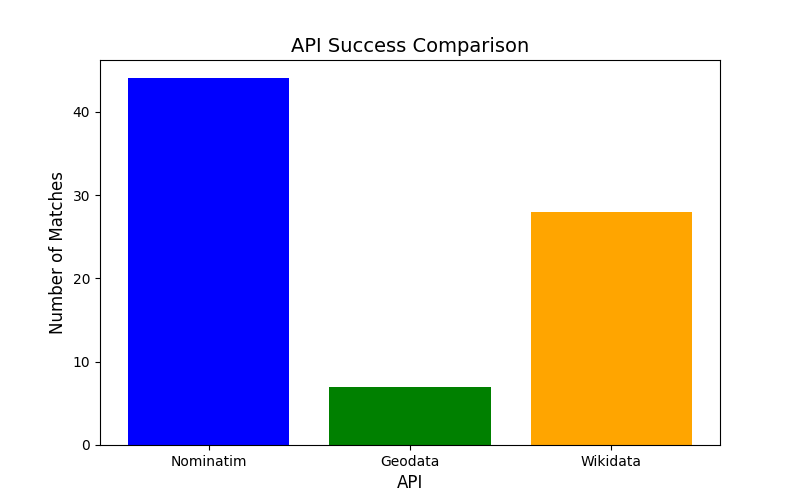 API Success Comparison
Number of Matches
40
30
20
10
0
Nominatim Geodata Wikidata
API